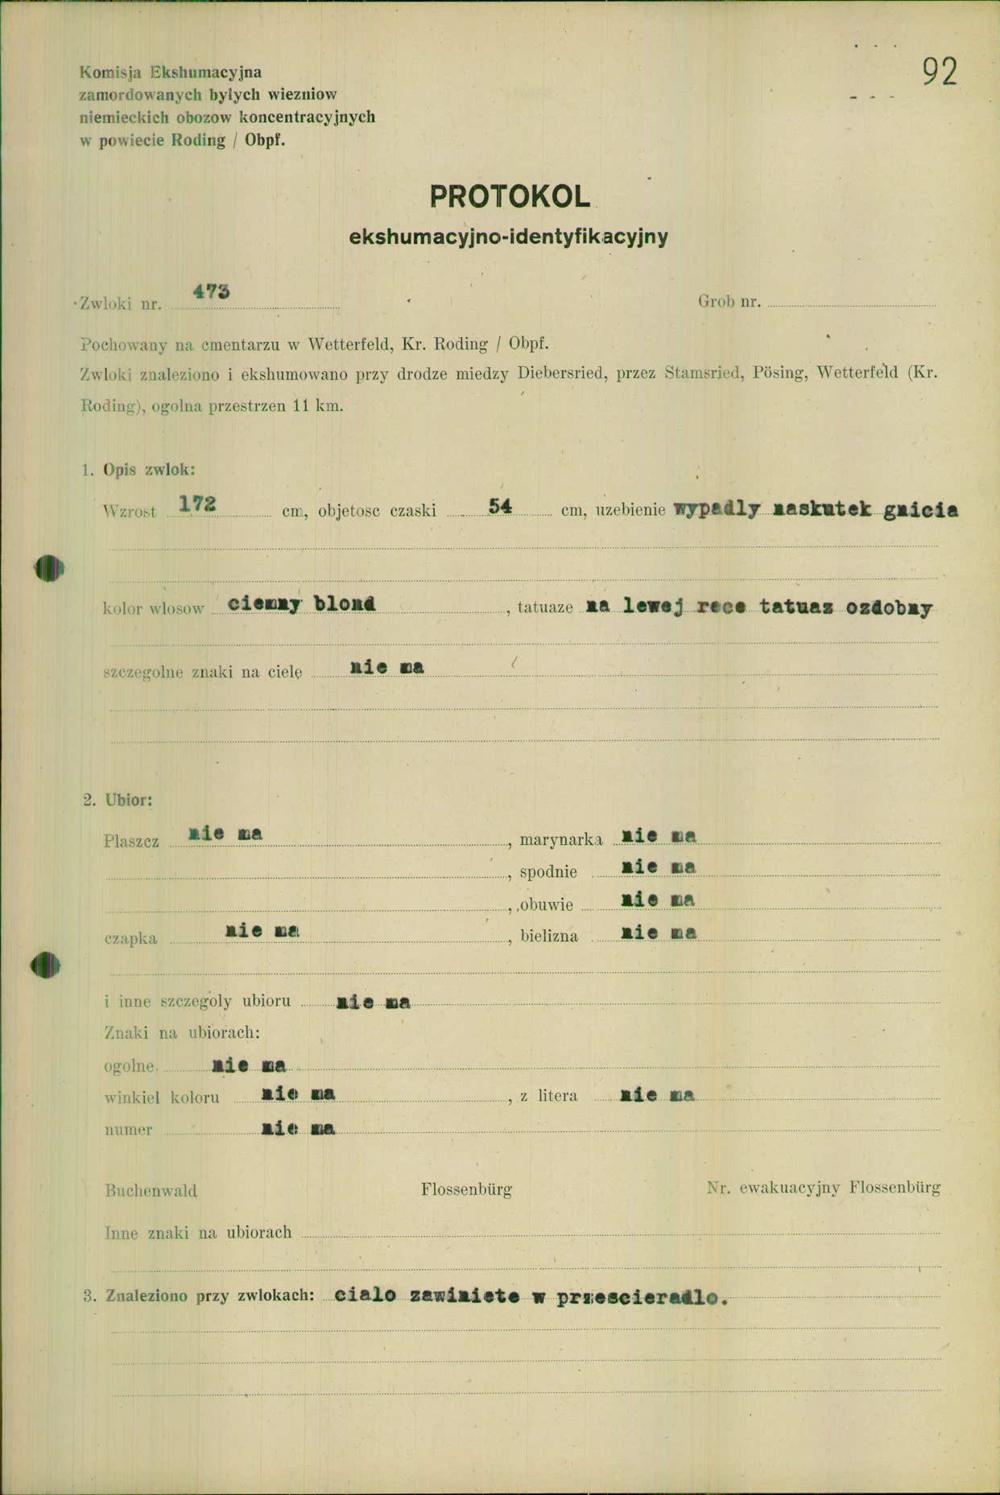 92
Komisja Ekshumacyjna
zamordowanych bylych wiezniow
niemieckich obozow koncentracyjnych
w powiecie Roding / Obpf.
PROTOKOL
ekshumacyjno-identyfikacyjny
Zwloki nr. 473 Grob nr.
Pochowany na cmentarzu w Wetterfeld, Kr. Roding / Obpf.
Zwloki znaleziono i ekshumowano przy drodze miedzy Diebersried, przez Stamsried, Pösing, Wetterfeld (Kr.
Roding), ogolna przestrzen 11 km.
1. Opis zwlok:
Wzrost 172 cm, objetosc czaski 54 cm, uzebienie wypadly naskutek gnicia
kolor wlosow ciemny blond, tatuaze na lewej rece tatuaz ozdobny
szczegolne znaki na ciele nie ma
2. Ubior:
Plaszcz nie ma, marynarka nie ma
, spodnie nie ma
, obuwie nie ma
czapka nie ma, bielizna nie ma
i inne szczegoly ubioru nie ma
Znaki na ubiorach:
ogolne nie ma
winkiel koloru nie ma, z litera nie ma
numer nie ma
Buchenwald Flossenbürg Nr. ewakuacyjny Flossenbürg
Inne znaki na ubiorach
3. Znaleziono przy zwlokach: cialo zawiniete w przescieradlo.